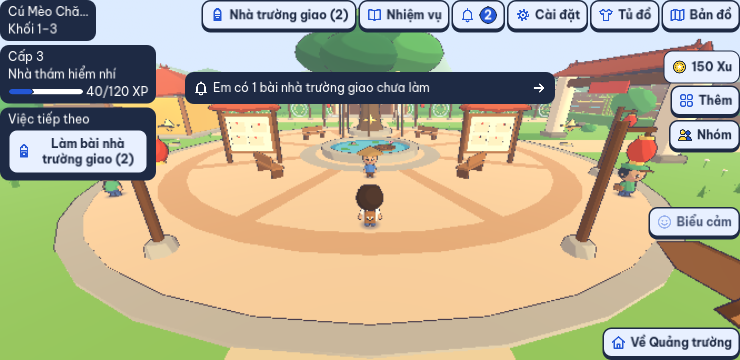 Cú Mèo Chă...
Khối 1-3
Nhà trường giao (2)
Nhiệm vụ
2
Cài đặt
Tủ đồ
Bản đồ
Cấp 3
Nhà thám hiểm nhí
40/120 XP
Em có 1 bài nhà trường giao chưa làm
150 Xu
Thêm
Nhóm
Việc tiếp theo
Làm bài nhà
trường giao (2)
Biểu cảm
Về Quảng trường